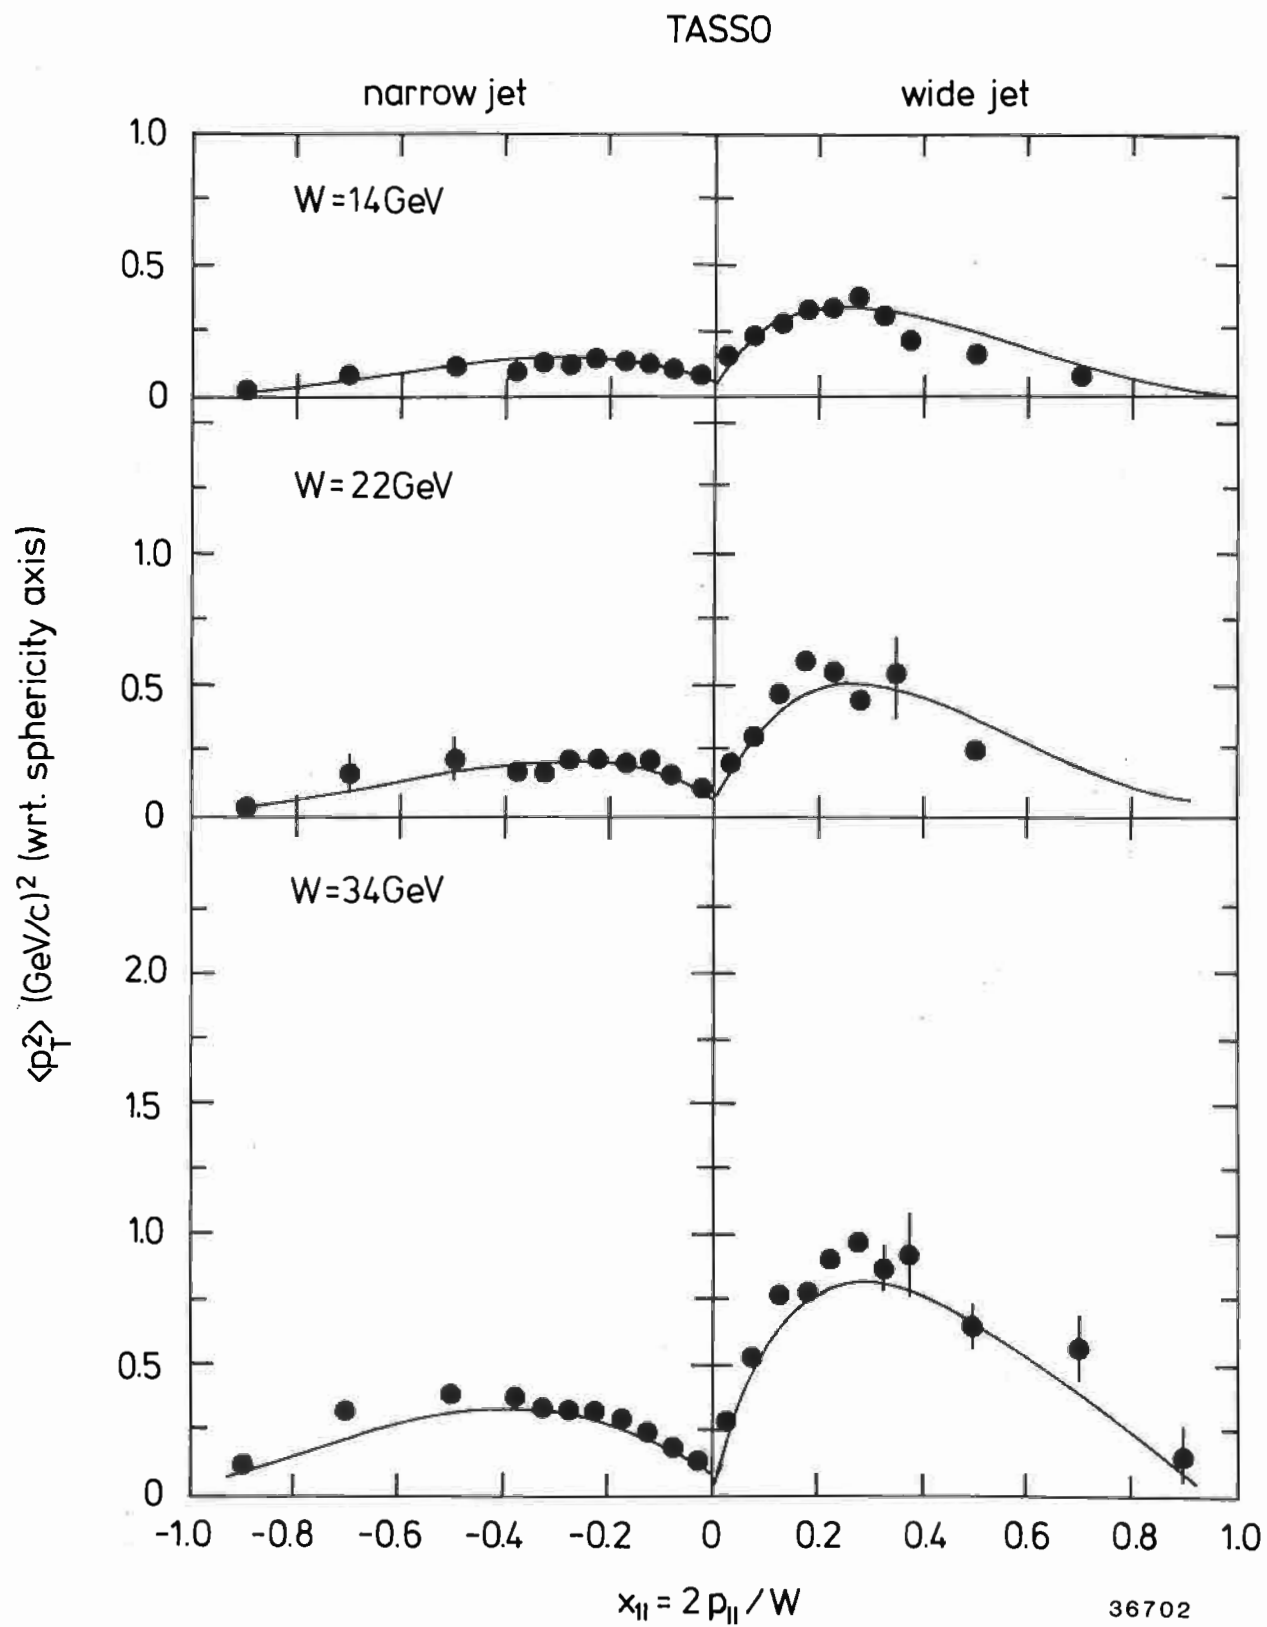 TASSO
narrow jet wide jet
1.0
W=14GeV
0.5
0
W=22GeV
1.0
0.5
0
W=34GeV
2.0
1.5
1.0
0.5
0
<p_T^2> (GeV/c)^2 (wrt. sphericity axis)
-1.0 -0.8 -0.6 -0.4 -0.2 0 0.2 0.4 0.6 0.8 1.0
x_|| = 2 p_|| / W
36702